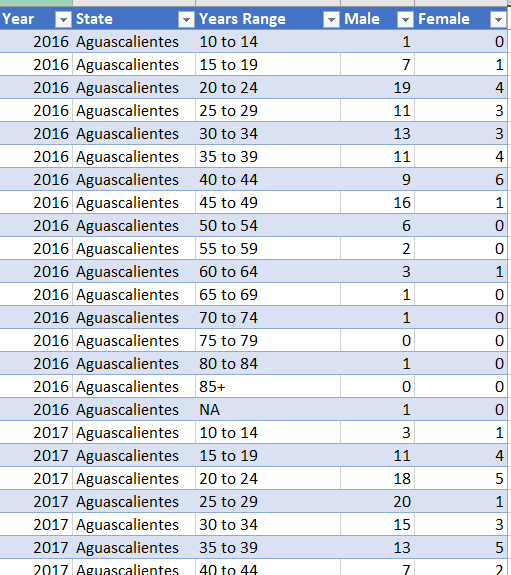 Year State Years Range Male Female
2016 Aguascalientes 10 to 14 1 0
2016 Aguascalientes 15 to 19 7 1
2016 Aguascalientes 20 to 24 19 4
2016 Aguascalientes 25 to 29 11 3
2016 Aguascalientes 30 to 34 13 3
2016 Aguascalientes 35 to 39 11 4
2016 Aguascalientes 40 to 44 9 6
2016 Aguascalientes 45 to 49 16 1
2016 Aguascalientes 50 to 54 6 0
2016 Aguascalientes 55 to 59 2 0
2016 Aguascalientes 60 to 64 3 1
2016 Aguascalientes 65 to 69 1 0
2016 Aguascalientes 70 to 74 1 0
2016 Aguascalientes 75 to 79 0 0
2016 Aguascalientes 80 to 84 1 0
2016 Aguascalientes 85+ 0 0
2016 Aguascalientes NA 1 0
2017 Aguascalientes 10 to 14 3 1
2017 Aguascalientes 15 to 19 11 4
2017 Aguascalientes 20 to 24 18 5
2017 Aguascalientes 25 to 29 20 1
2017 Aguascalientes 30 to 34 15 3
2017 Aguascalientes 35 to 39 13 5
2017 Aguascalientes 40 to 44 7 2